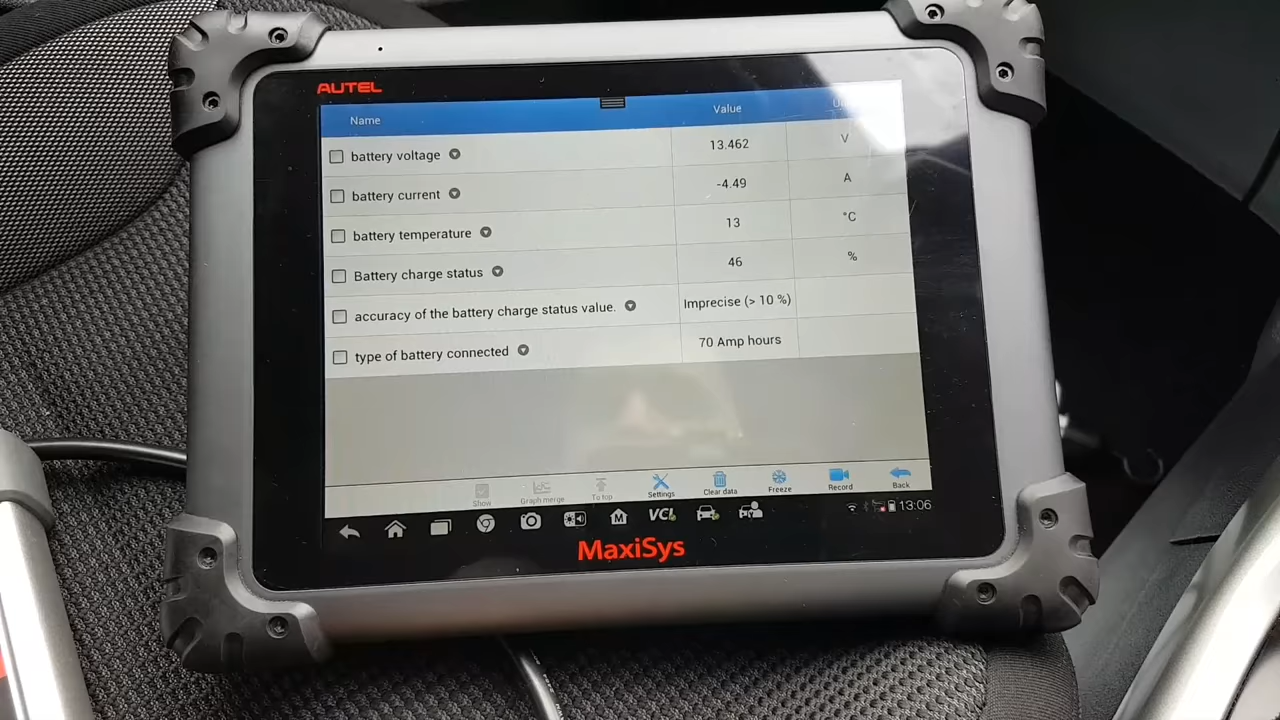 AUTEL
Name Value
battery voltage 13.462 V
battery current -4.49 A
battery temperature 13 °C
Battery charge status 46 %
accuracy of the battery charge status value. Imprecise (> 10 %)
type of battery connected 70 Amp hours
Show Graph merge To top Settings Clear data Freeze Record Back
M VCI 13:06
MaxiSys